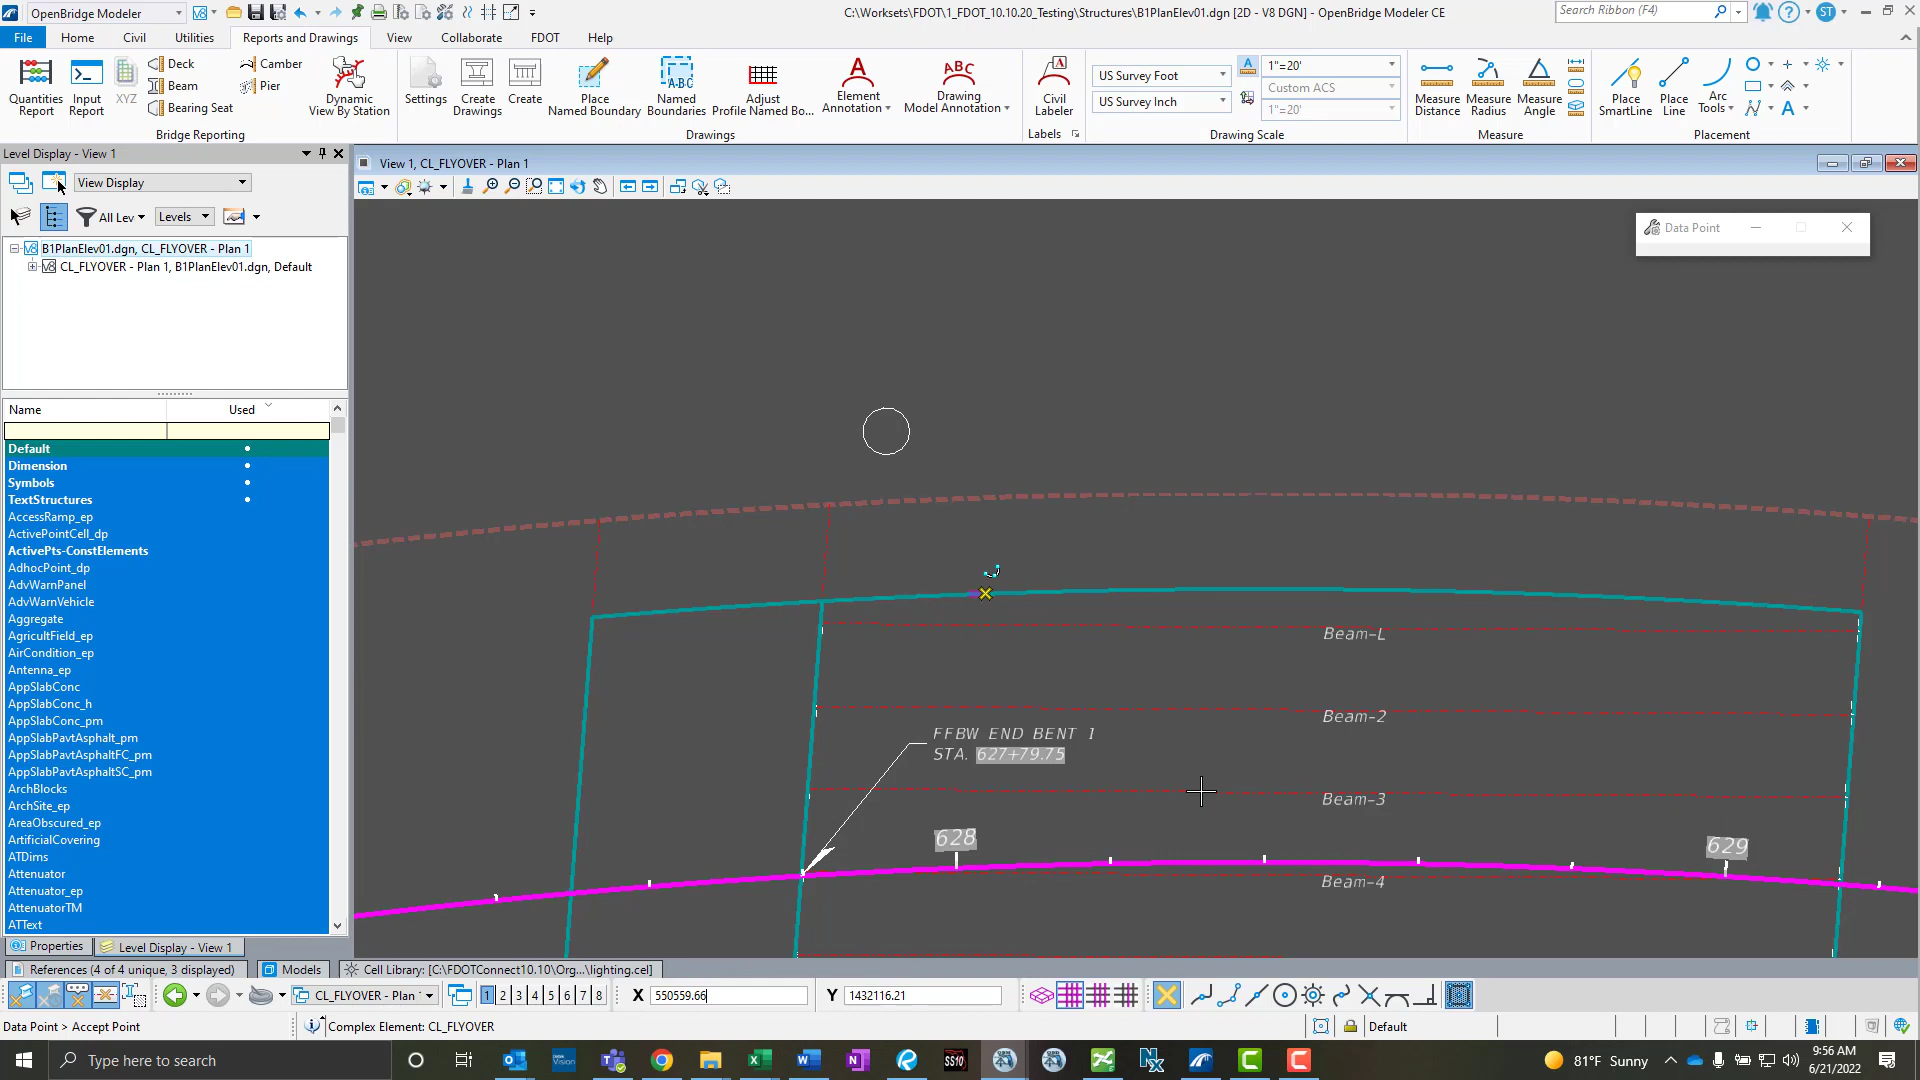 OpenBridge Modeler
C:\Worksets\FDOT\1_FDOT_10.10.20_Testing\Structures\B1PlanElev01.dgn [2D - V8 DGN] - OpenBridge Modeler CE
Search Ribbon (F4)
ST
File
Home
Civil
Utilities
Reports and Drawings
View
Collaborate
FDOT
Help
Quantities
Report
Input
Report
XYZ
Deck
Beam
Bearing Seat
Camber
Pier
Dynamic
View By Station
Bridge Reporting
Settings
Create
Drawings
Create
Place
Named Boundary
Named
Boundaries
Adjust
Profile Named Bo...
Element
Annotation
Drawing
Model Annotation
Drawings
Civil
Labeler
Labels
US Survey Foot
US Survey Inch
1"=20'
Custom ACS
1"=20'
Drawing Scale
Measure
Distance
Measure
Radius
Measure
Angle
Measure
Place
SmartLine
Place
Line
Arc
Tools
Placement
Level Display - View 1
View Display
All Lev
Levels
B1PlanElev01.dgn, CL_FLYOVER - Plan 1
CL_FLYOVER - Plan 1, B1PlanElev01.dgn, Default
Name
Used
Default
Dimension
Symbols
TextStructures
AccessRamp_ep
ActivePointCell_dp
ActivePts-ConstElements
AdhocPoint_dp
AdvWarnPanel
AdvWarnVehicle
Aggregate
AgricultField_ep
AirCondition_ep
Antenna_ep
AppSlabConc
AppSlabConc_h
AppSlabConc_pm
AppSlabPavtAsphalt_pm
AppSlabPavtAsphaltFC_pm
AppSlabPavtAsphaltSC_pm
ArchBlocks
ArchSite_ep
AreaObscured_ep
ArtificialCovering
ATDims
Attenuator
Attenuator_ep
AttenuatorTM
ATText
Properties
Level Display - View 1
View 1, CL_FLYOVER - Plan 1
Data Point
Beam-L
Beam-2
FFBW END BENT 1
STA. 627+79.75
Beam-3
628
629
Beam-4
References (4 of 4 unique, 3 displayed)
Models
Cell Library: [C:\FDOTConnect10.10\Org...\lighting.cel]
CL_FLYOVER - Plan
1 2 3 4 5 6 7 8
X 550559.66
Y 1432116.21
Data Point > Accept Point
Complex Element: CL_FLYOVER
Default
Type here to search
SS10
81°F Sunny
9:56 AM
6/21/2022